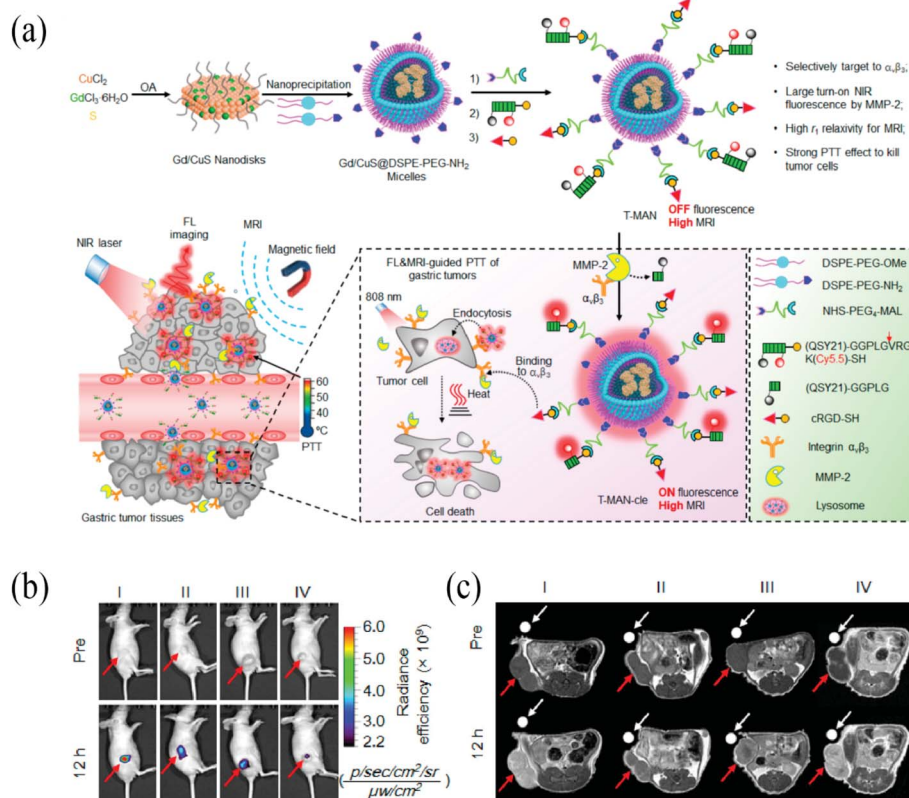 (a)
CuCl2
GdCl3·6H2O
S
OA
Gd/CuS Nanodisks
Nanoprecipitation
Gd/CuS@DSPE-PEG-NH2
Micelles
1)
2)
3)
T-MAN
OFF fluorescence
High MRI
• Selectively target to αvβ3;
• Large turn-on NIR
fluorescence by MMP-2;
• High r1 relaxivity for MRI;
• Strong PTT effect to kill
tumor cells
NIR laser
FL
imaging
MRI
Magnetic field
60
50
40
ºC
PTT
Gastric tumor tissues
FL&MRI-guided PTT of
gastric tumors
808 nm
Endocytosis
Tumor cell
Heat
Cell death
Binding
to αvβ3
MMP-2
αvβ3
T-MAN-cle
ON fluorescence
High MRI
DSPE-PEG-OMe
DSPE-PEG-NH2
NHS-PEG4-MAL
(QSY21)-GGPLGVRG
K(Cy5.5)-SH
(QSY21)-GGPLG
cRGD-SH
Integrin αvβ3
MMP-2
Lysosome
(b)
I II III IV
Pre
12 h
6.0
5.0
4.0
3.0
2.2
Radiance
efficiency (× 10⁹)
(p/sec/cm²/sr
μw/cm²)
(c)
I II III IV
Pre
12 h